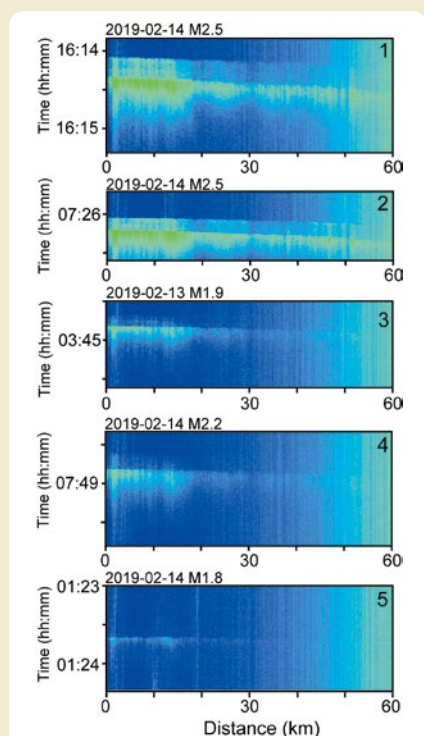 2019-02-14 M2.5
1
16:14
16:15
Time (hh:mm)
0 30 60
2019-02-14 M2.5
2
07:26
Time (hh:mm)
0 30 60
2019-02-13 M1.9
3
03:45
Time (hh:mm)
0 30 60
2019-02-14 M2.2
4
07:49
Time (hh:mm)
0 30 60
2019-02-14 M1.8
01:23
5
01:24
Time (hh:mm)
0 30 60
Distance (km)